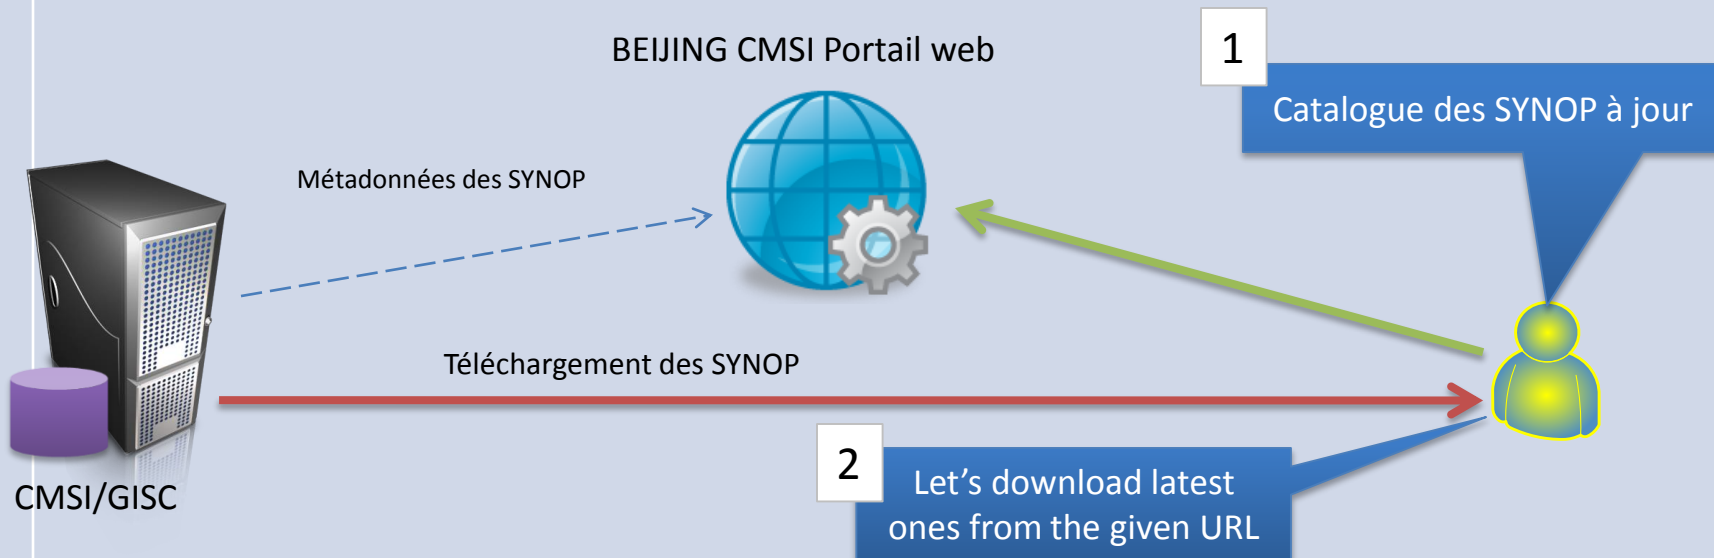 BEIJING CMSI Portail web
1
Catalogue des SYNOP à jour
Métadonnées des SYNOP
Téléchargement des SYNOP
2
Let’s download latest
ones from the given URL
CMSI/GISC